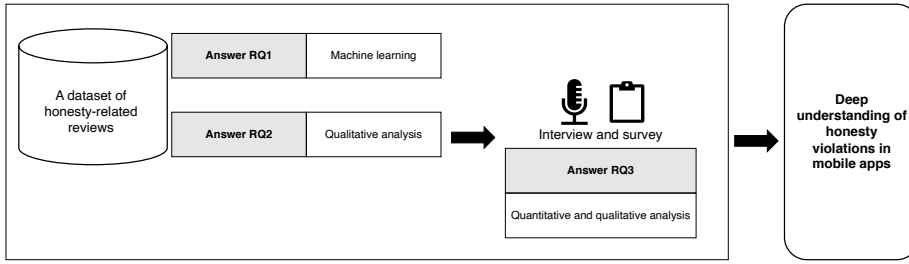 A dataset of
honesty-related
reviews
Answer RQ1
Machine learning
Answer RQ2
Qualitative analysis
Interview and survey
Answer RQ3
Quantitative and qualitative analysis
Deep
understanding of
honesty
violations in
mobile apps